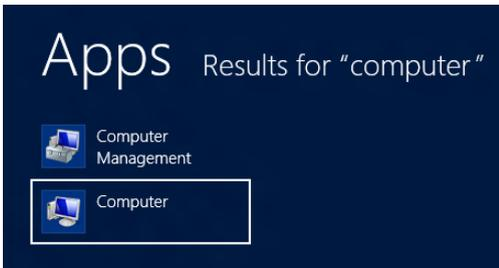 Apps Results for “computer”
Computer
Management
Computer